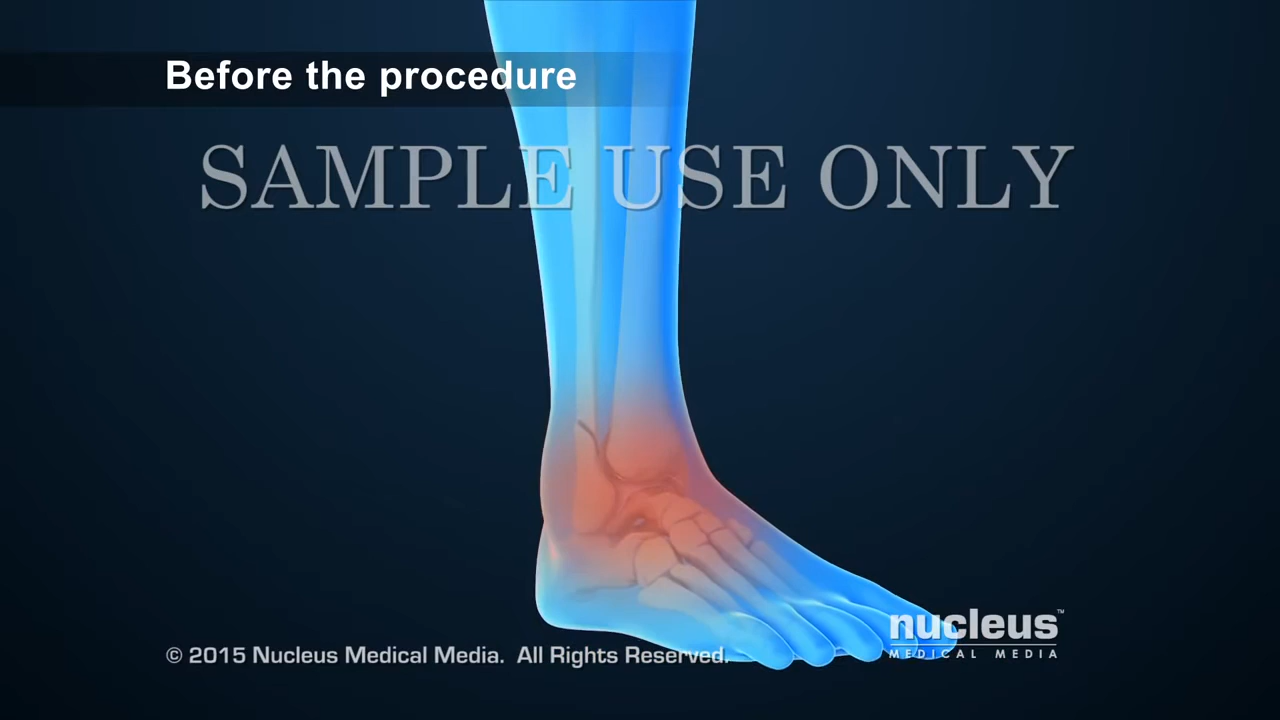 Before the procedure
SAMPLE USE ONLY
nucleus™
MEDICAL MEDIA
© 2015 Nucleus Medical Media. All Rights Reserved.